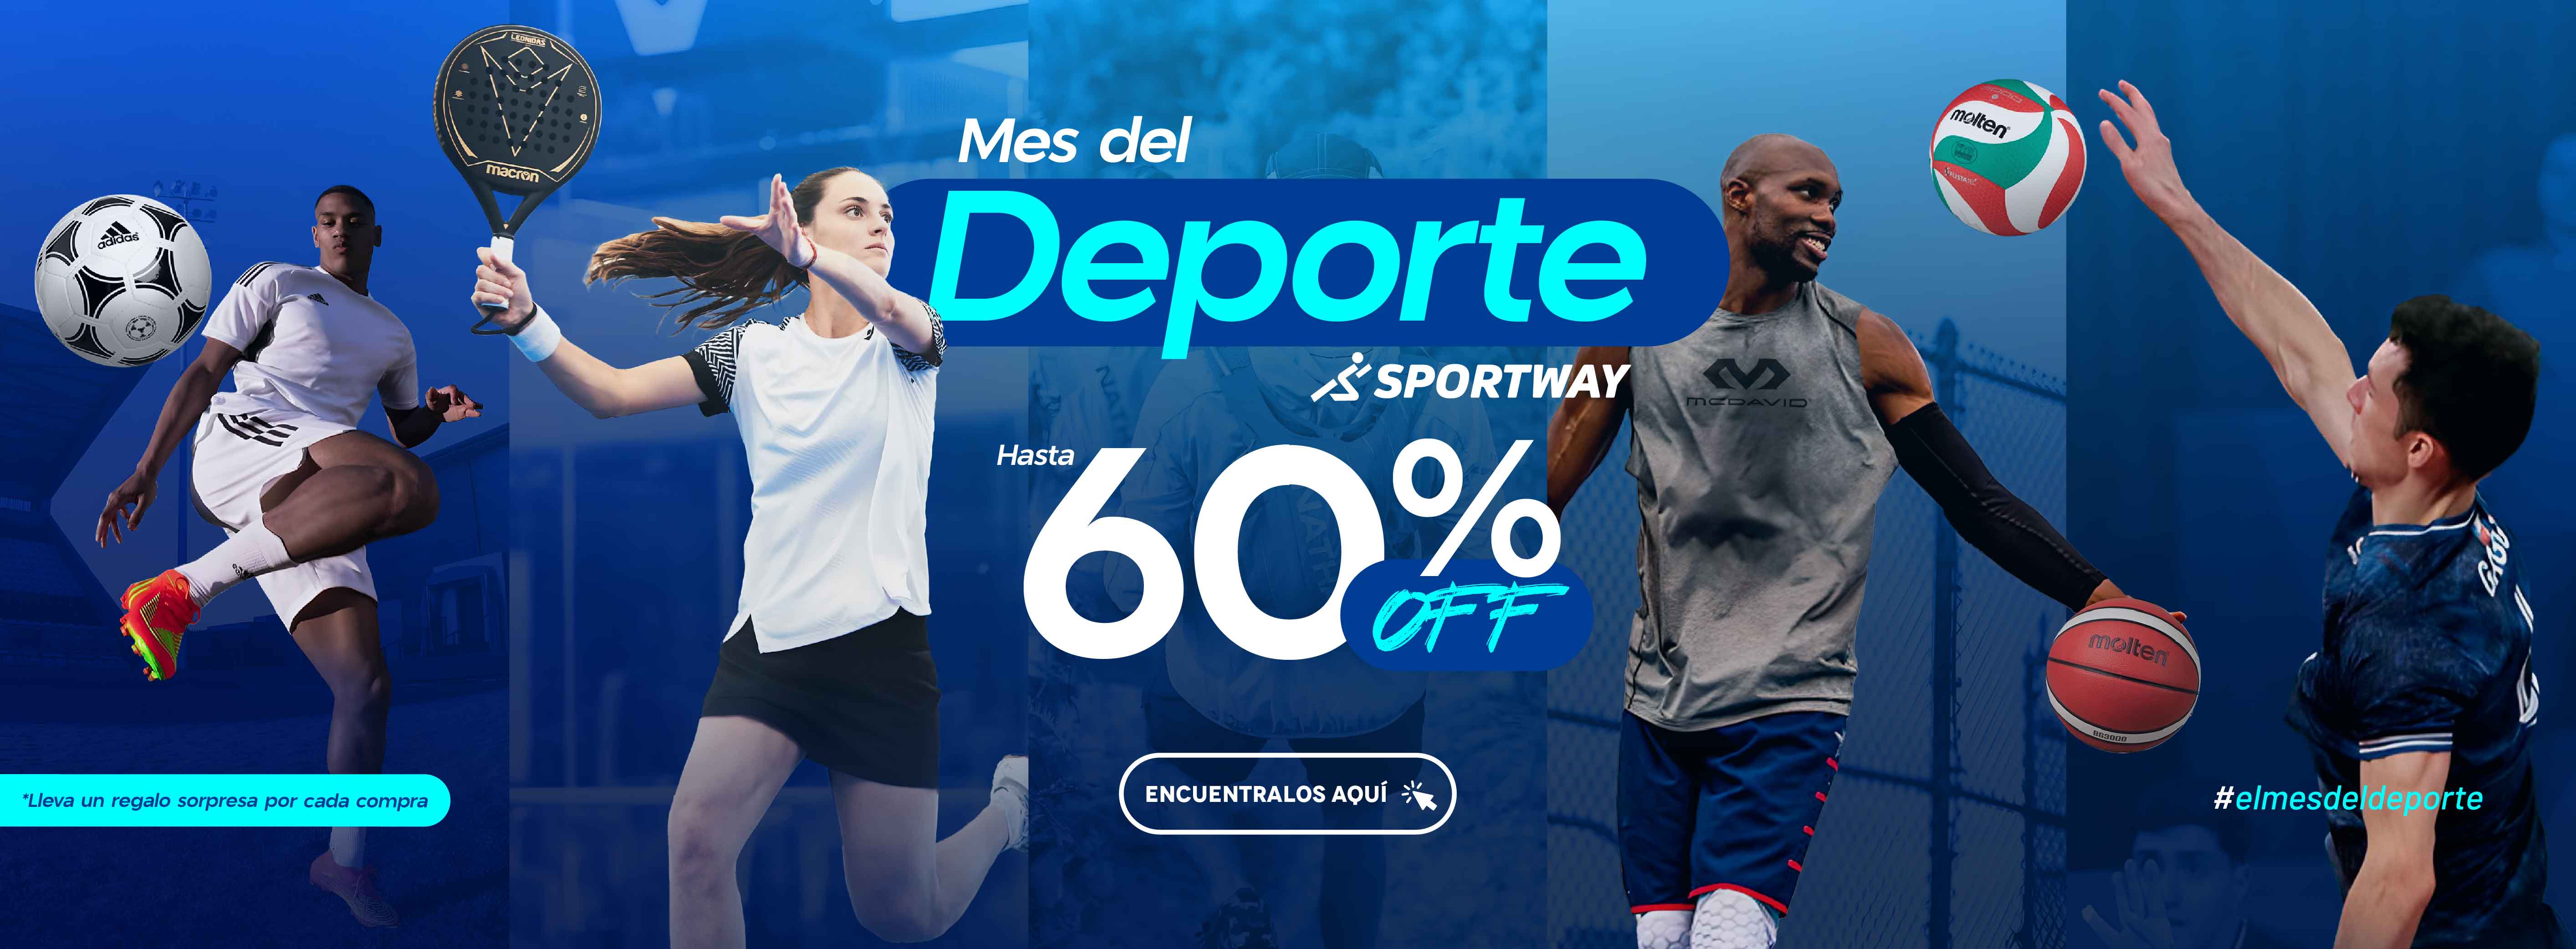 Mes del
Deporte
SPORTWAY
Hasta
60%
OFF
ENCUENTRALOS AQUÍ
*Lleva un regalo sorpresa por cada compra
#elmesdeldeporte
adidas
LEONIDAS
macron
McDAVID
molten
molten
BG3000